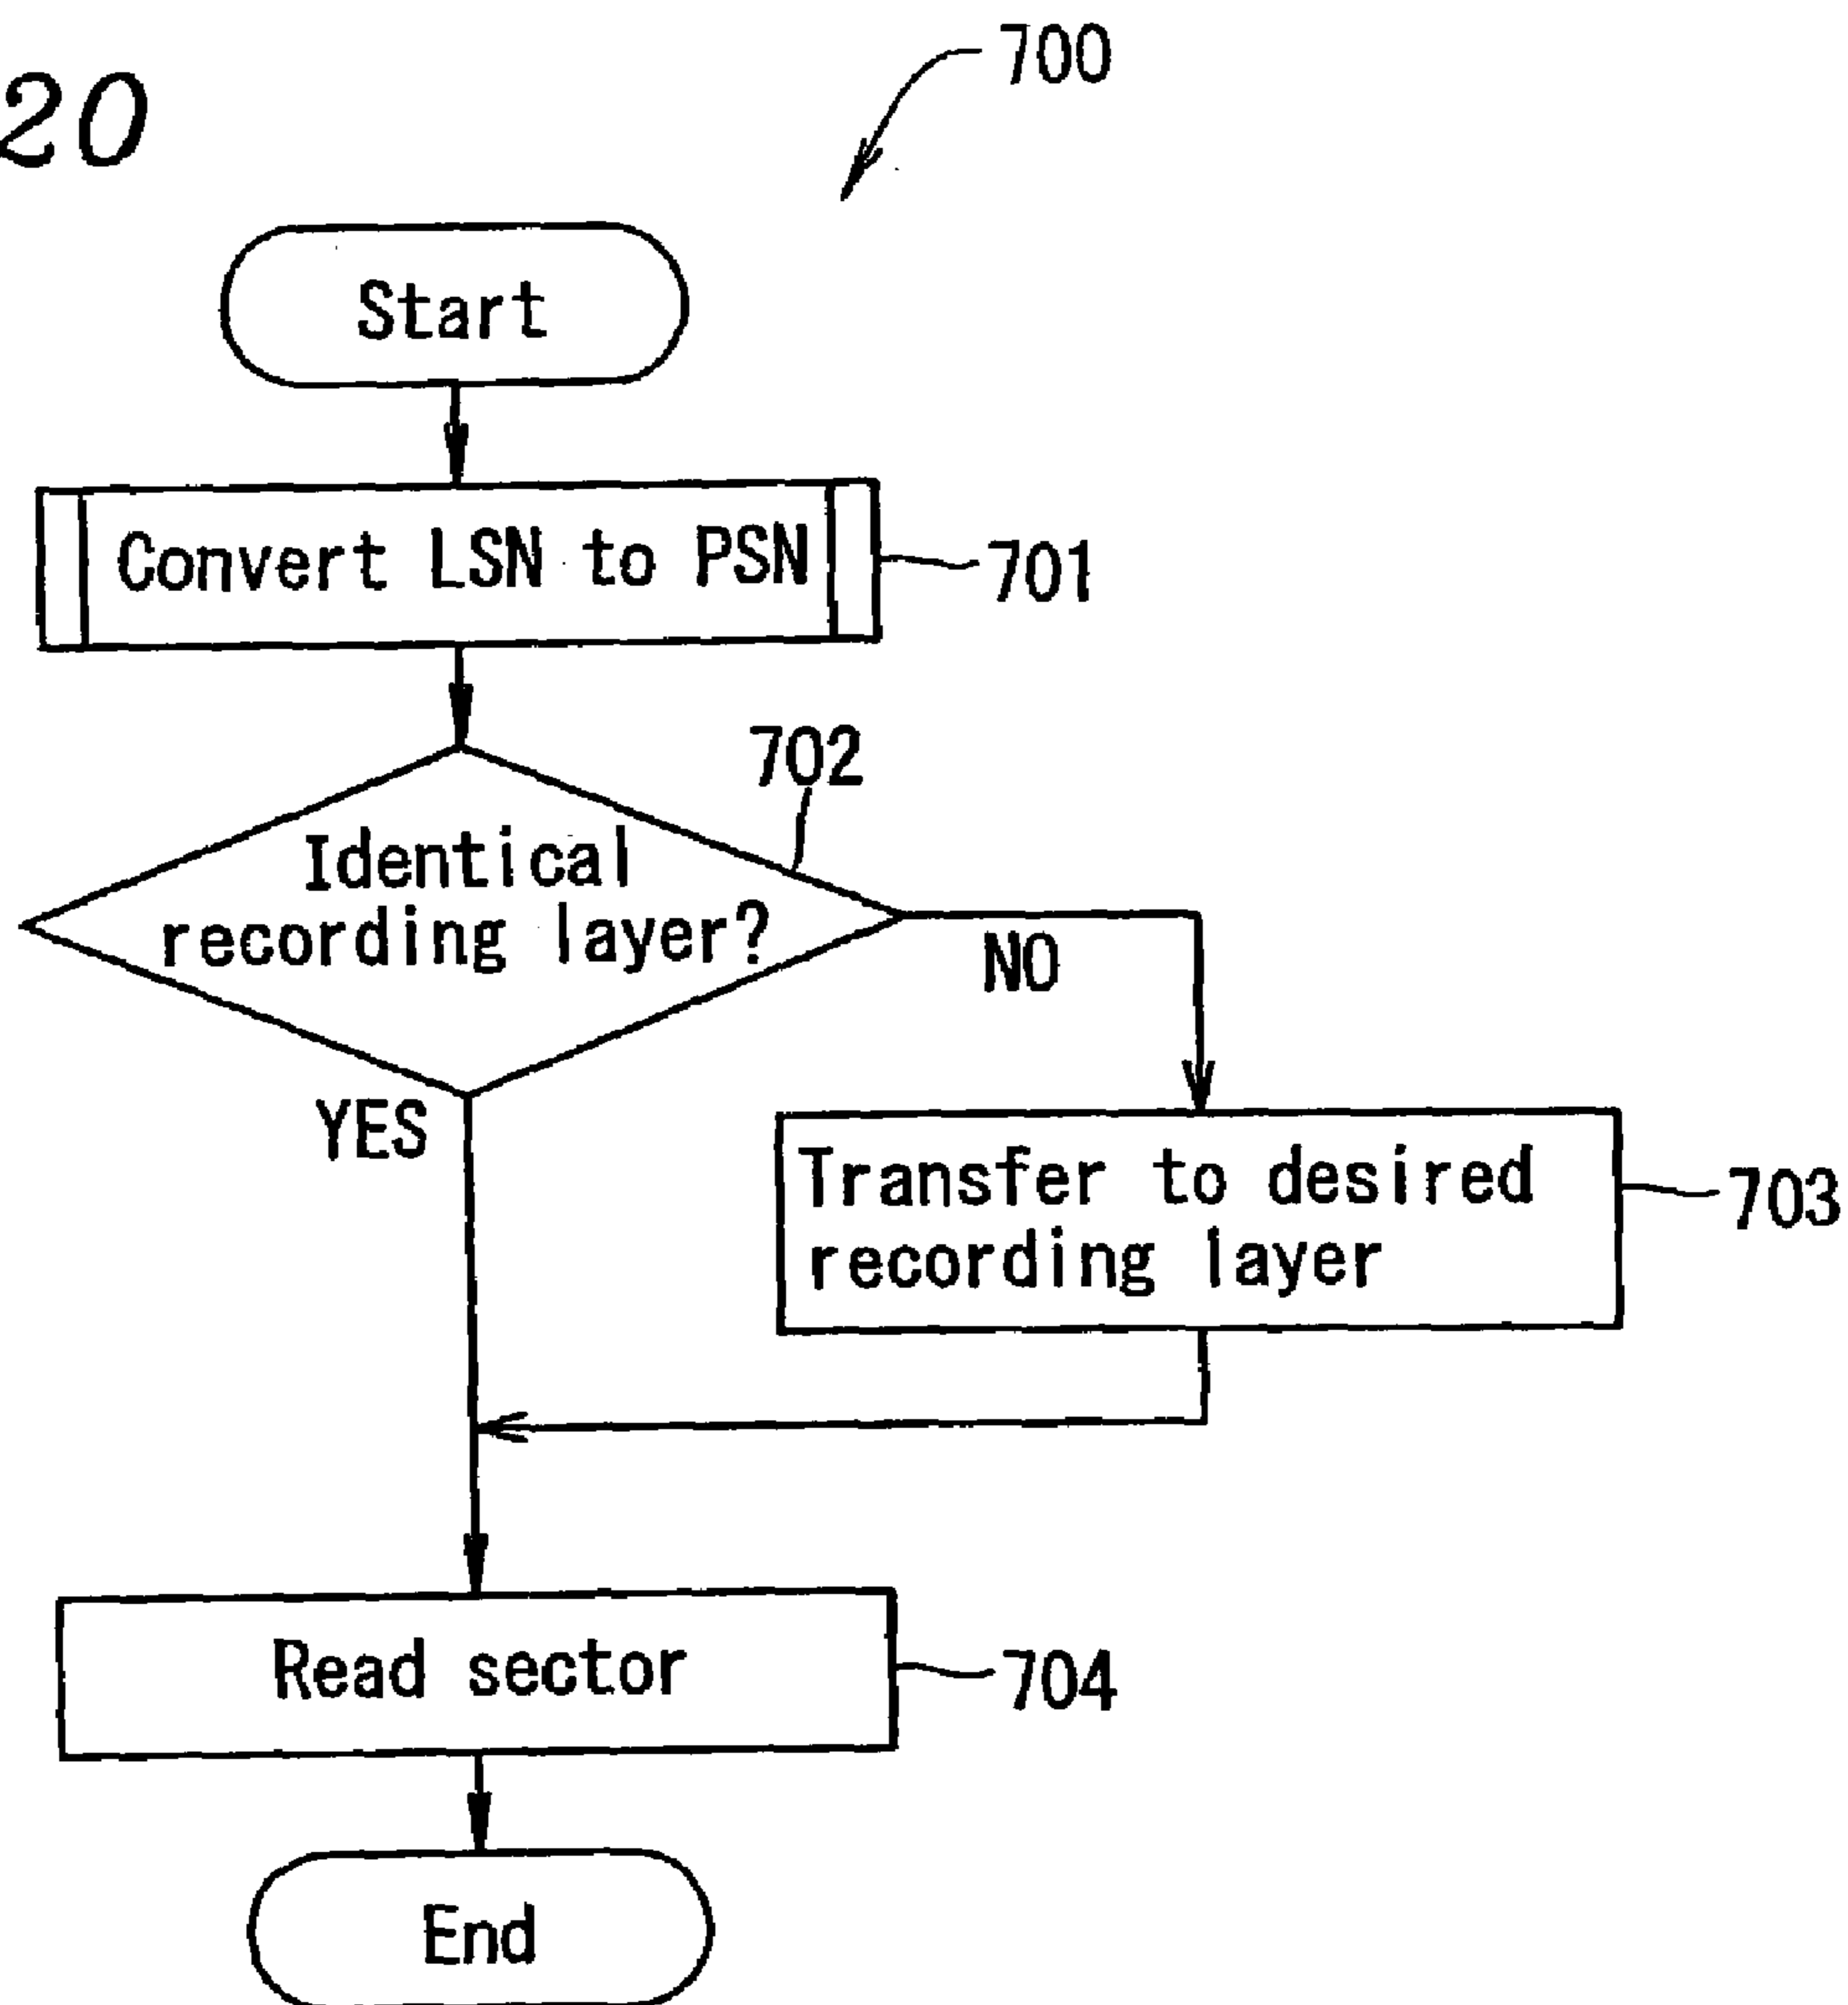 20
700
Start
Convert LSN to PSN
701
702
Identical
recording layer?
NO
YES
Transfer to desired
recording layer
703
Read sector
704
End